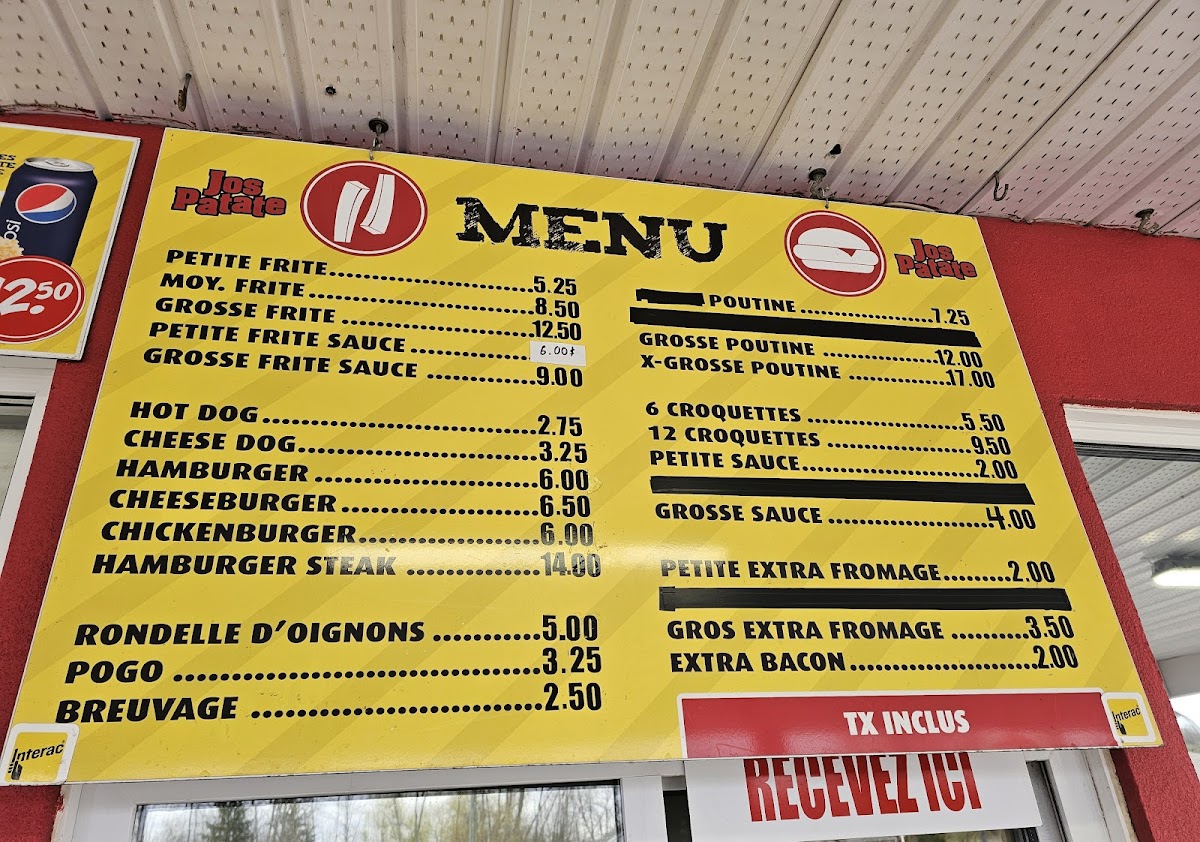 Jos
Patate
MENU
Jos
Patate
PETITE FRITE..............................5.25
MOY. FRITE..............................8.50
GROSSE FRITE..............................12.50
PETITE FRITE SAUCE..............................6.00$
GROSSE FRITE SAUCE..............................9.00
HOT DOG..............................2.75
CHEESE DOG..............................3.25
HAMBURGER..............................6.00
CHEESEBURGER..............................6.50
CHICKENBURGER..............................6.00
HAMBURGER STEAK..............................14.00
RONDELLE D'OIGNONS..............................5.00
POGO..............................3.25
BREUVAGE..............................2.50
Interac
POUTINE..............................7.25
GROSSE POUTINE..............................12.00
X-GROSSE POUTINE..............................17.00
6 CROQUETTES..............................5.50
12 CROQUETTES..............................9.50
PETITE SAUCE..............................2.00
GROSSE SAUCE..............................4.00
PETITE EXTRA FROMAGE..............................2.00
GROS EXTRA FROMAGE..............................3.50
EXTRA BACON..............................2.00
TX INCLUS
Interac
RECEVEZ ICI